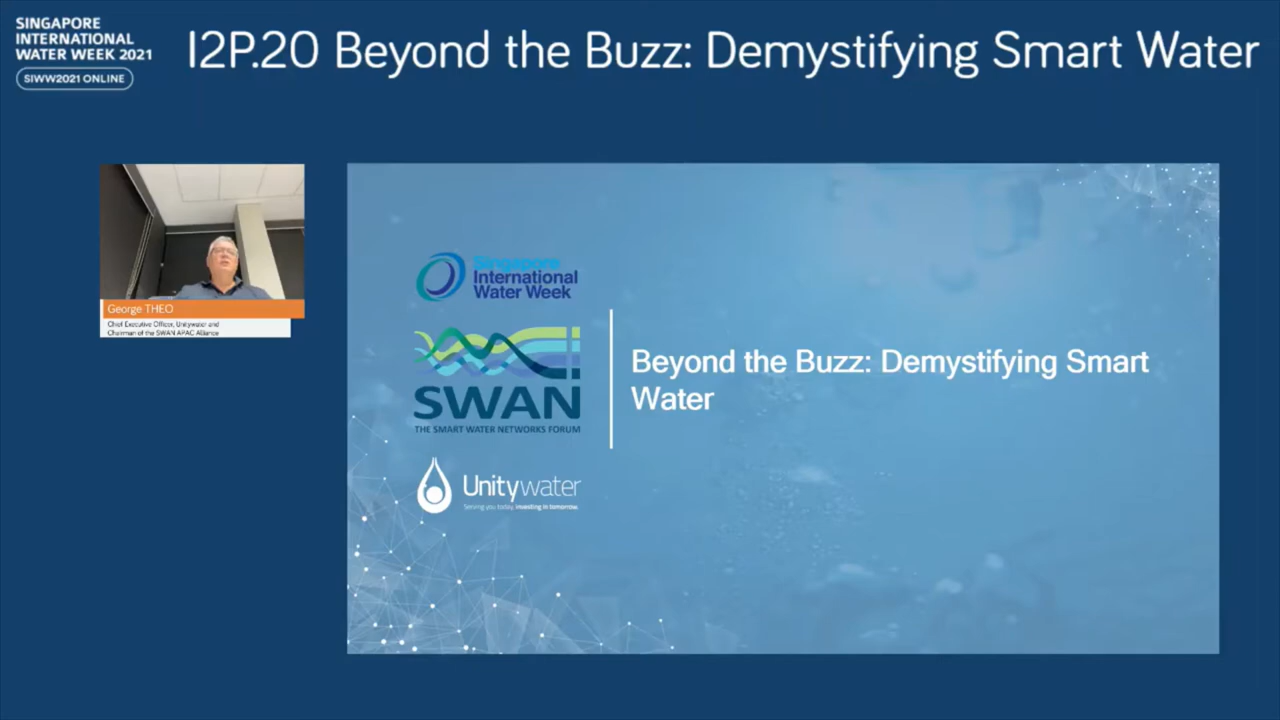 SINGAPORE
INTERNATIONAL
WATER WEEK 2021
SIWW2021 ONLINE
I2P.20 Beyond the Buzz: Demystifying Smart Water
George THEO
Chief Executive Officer, Unitywater and
Chairman of the SWAN APAC Alliance
Singapore
International
Water Week
SWAN
THE SMART WATER NETWORKS FORUM
Unitywater
Serving you today, investing in tomorrow.
Beyond the Buzz: Demystifying Smart
Water